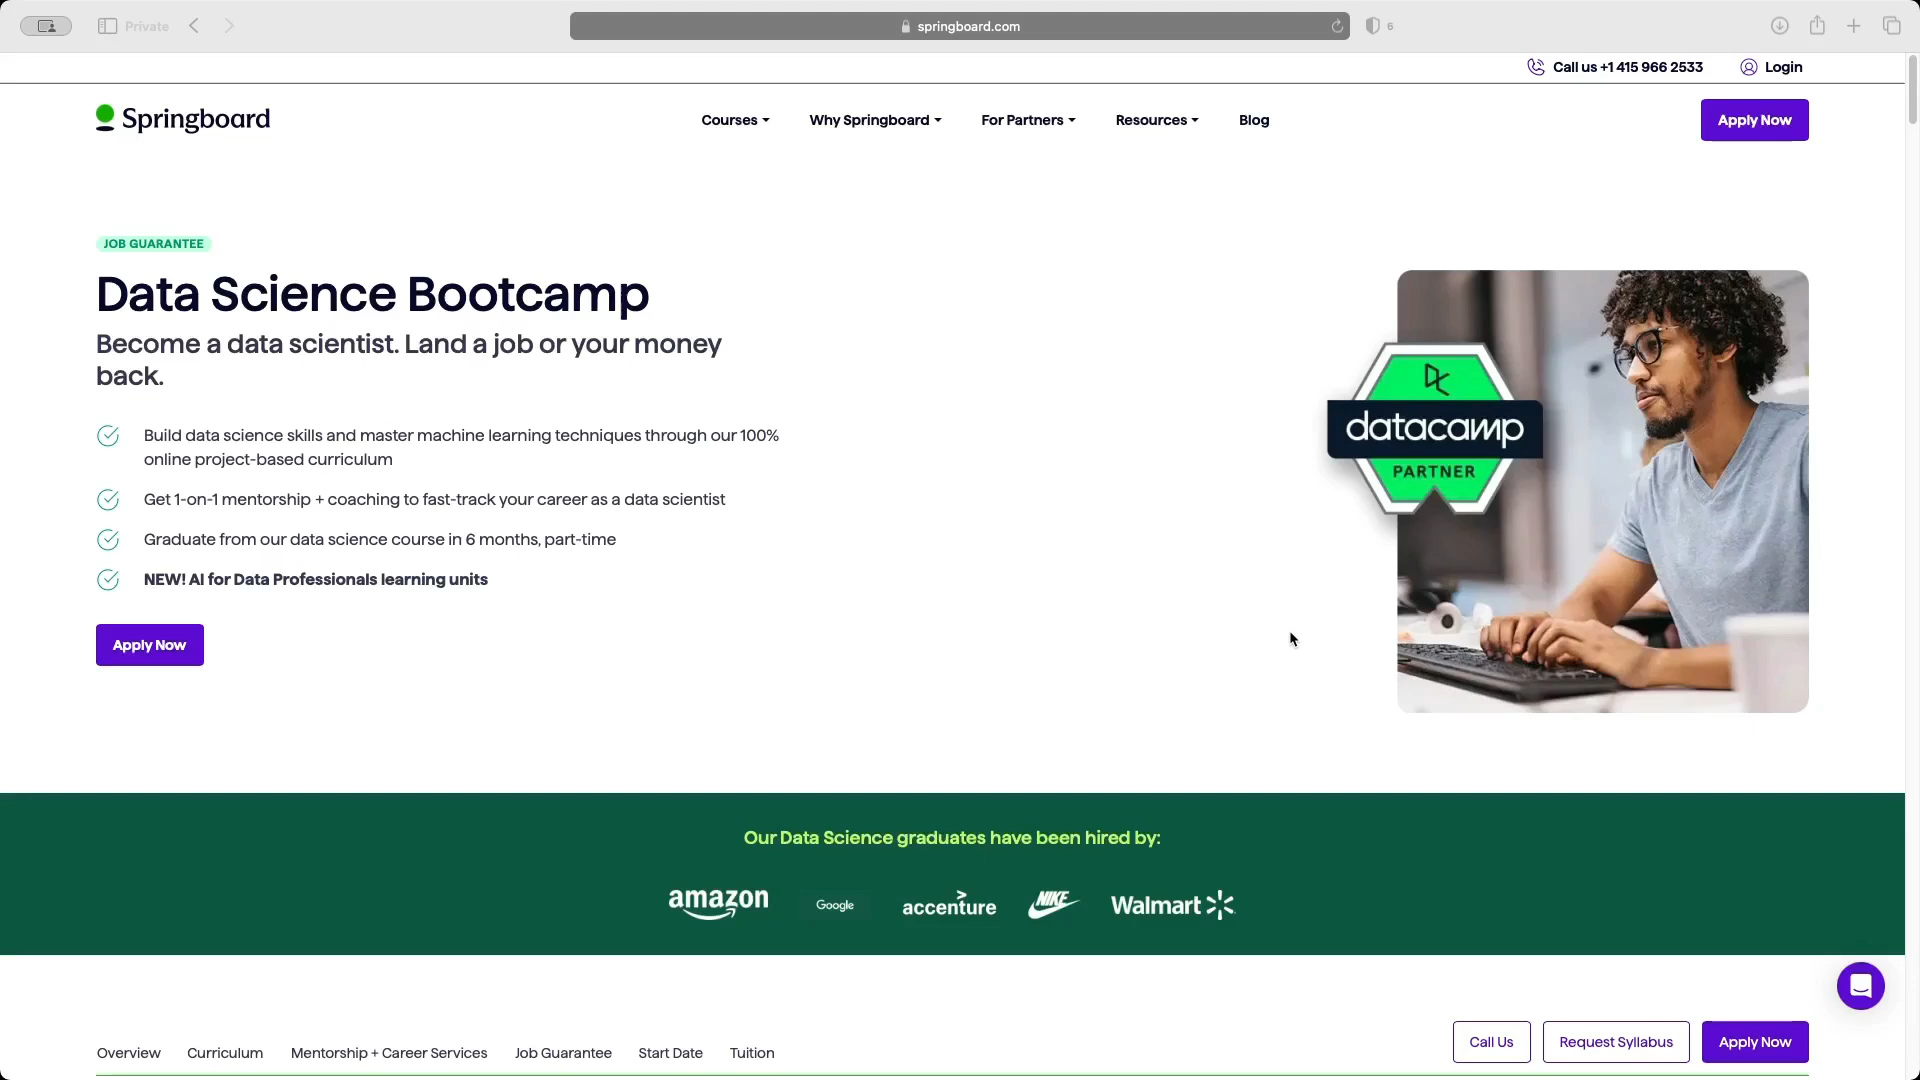 Private
springboard.com
6
Call us +1 415 966 2533
Login
Springboard
Courses
Why Springboard
For Partners
Resources
Blog
Apply Now
JOB GUARANTEE
Data Science Bootcamp
Become a data scientist. Land a job or your money
back.
Build data science skills and master machine learning techniques through our 100%
online project-based curriculum
Get 1-on-1 mentorship + coaching to fast-track your career as a data scientist
Graduate from our data science course in 6 months, part-time
NEW! AI for Data Professionals learning units
Apply Now
datacamp
PARTNER
Our Data Science graduates have been hired by:
amazon
Google
accenture
NIKE
Walmart
Overview
Curriculum
Mentorship + Career Services
Job Guarantee
Start Date
Tuition
Call Us
Request Syllabus
Apply Now